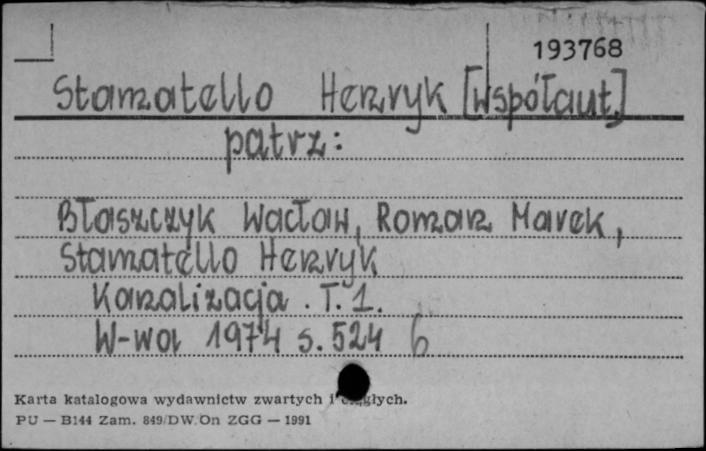 193768
Stamatello Henryk [współaut.]
patrz:
Błaszczyk Wacław, Roman Marek,
Stamatello Henryk
Kanalizacja. T. 1.
W-wa 1974 s. 524 6
Karta katalogowa wydawnictw zwartych i ciągłych.
PU — B144 Zam. 849/DW/On ZGG — 1991